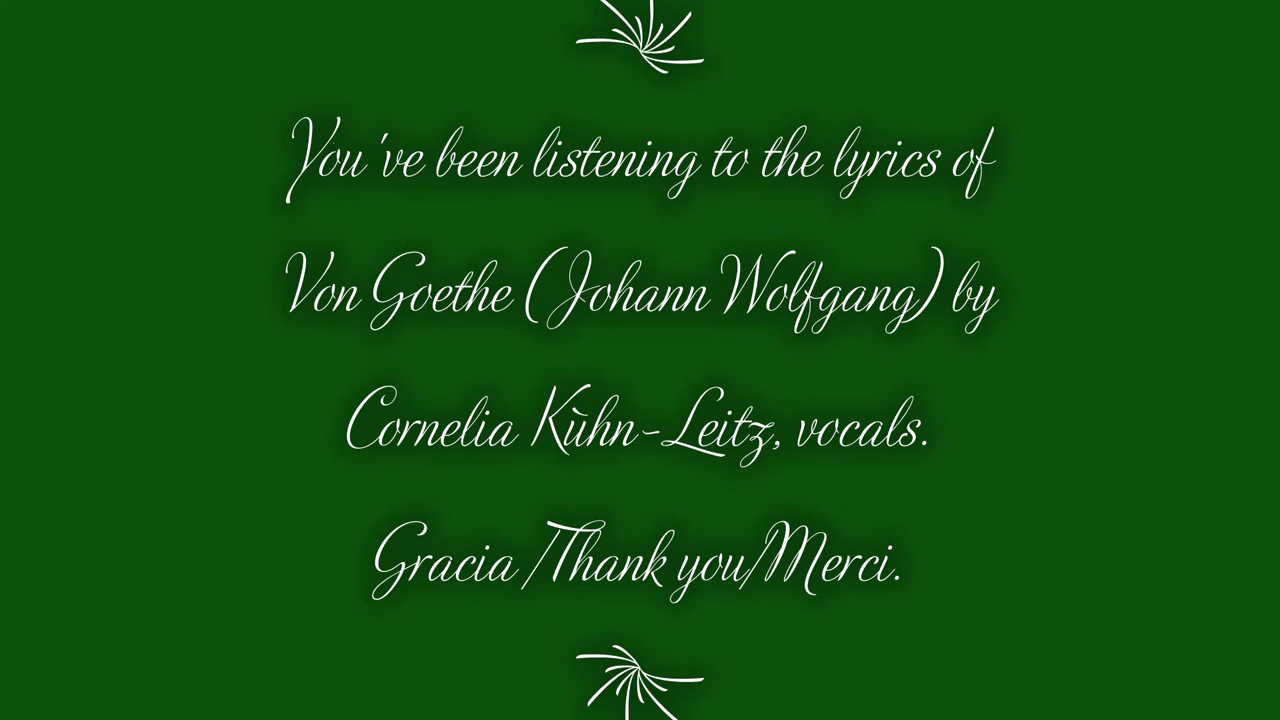 You've been listening to the lyrics of
Von Goethe (Johann Wolfgang) by
Cornelia Kùhn-Leitz, vocals.
Gracia /Thank you/Merci.